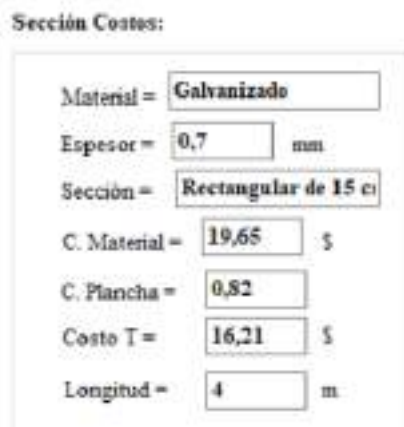 Sección Costos:
Material = Galvanizado
Espesor = 0,7 mm
Sección = Rectangular de 15 c
C. Material = 19,65 $
C. Plancha = 0,82
Costo T = 16,21 $
Longitud = 4 m